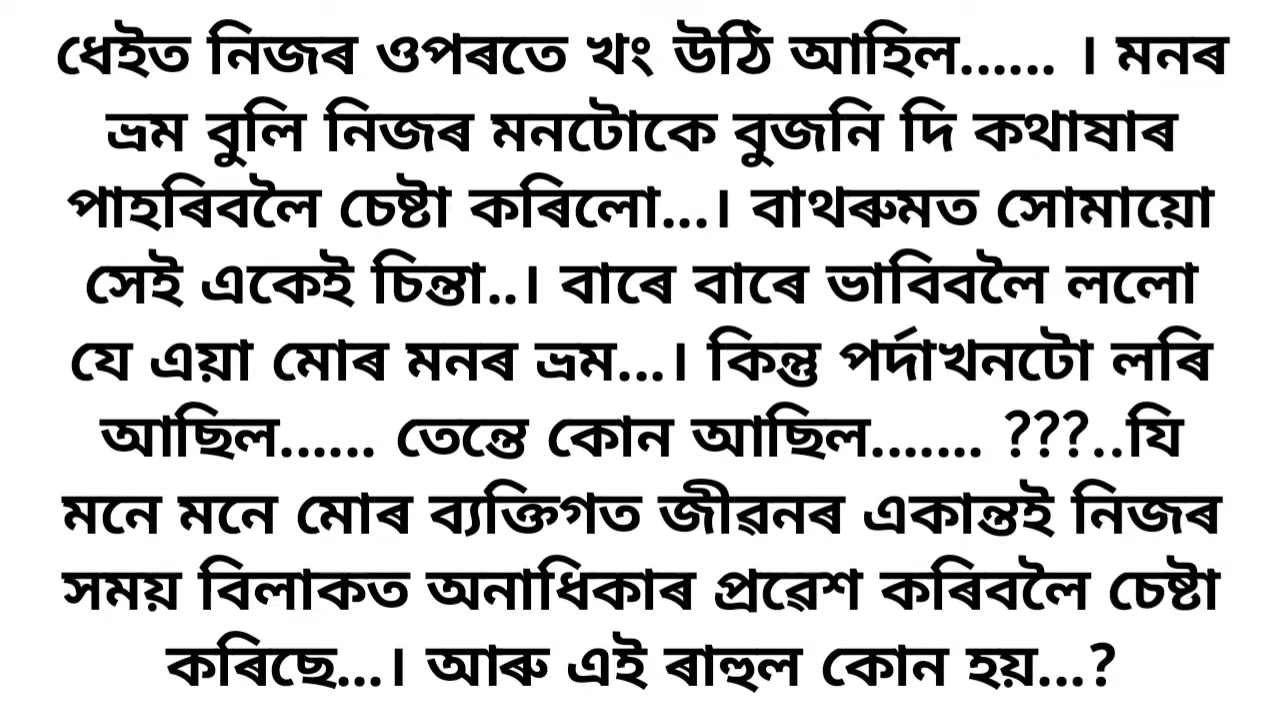 ধেইত নিজৰ ওপৰতে খং উঠি আহিল...... । মনৰ
ভ্ৰম বুলি নিজৰ মনটোকে বুজনি দি কথাষাৰ
পাহৰিবলৈ চেষ্টা কৰিলো...। বাথৰুমত সোমায়ো
সেই একেই চিন্তা..। বাৰে বাৰে ভাবিবলৈ ললো
যে এয়া মোৰ মনৰ ভ্ৰম...। কিন্তু পৰ্দাখনটো লৰি
আছিল...... তেন্তে কোন আছিল....... ???..যি
মনে মনে মোৰ ব্যক্তিগত জীৱনৰ একান্তই নিজৰ
সময় বিলাকত অনাধিকাৰ প্ৰৱেশ কৰিবলৈ চেষ্টা
কৰিছে...। আৰু এই ৰাহুল কোন হয়...?